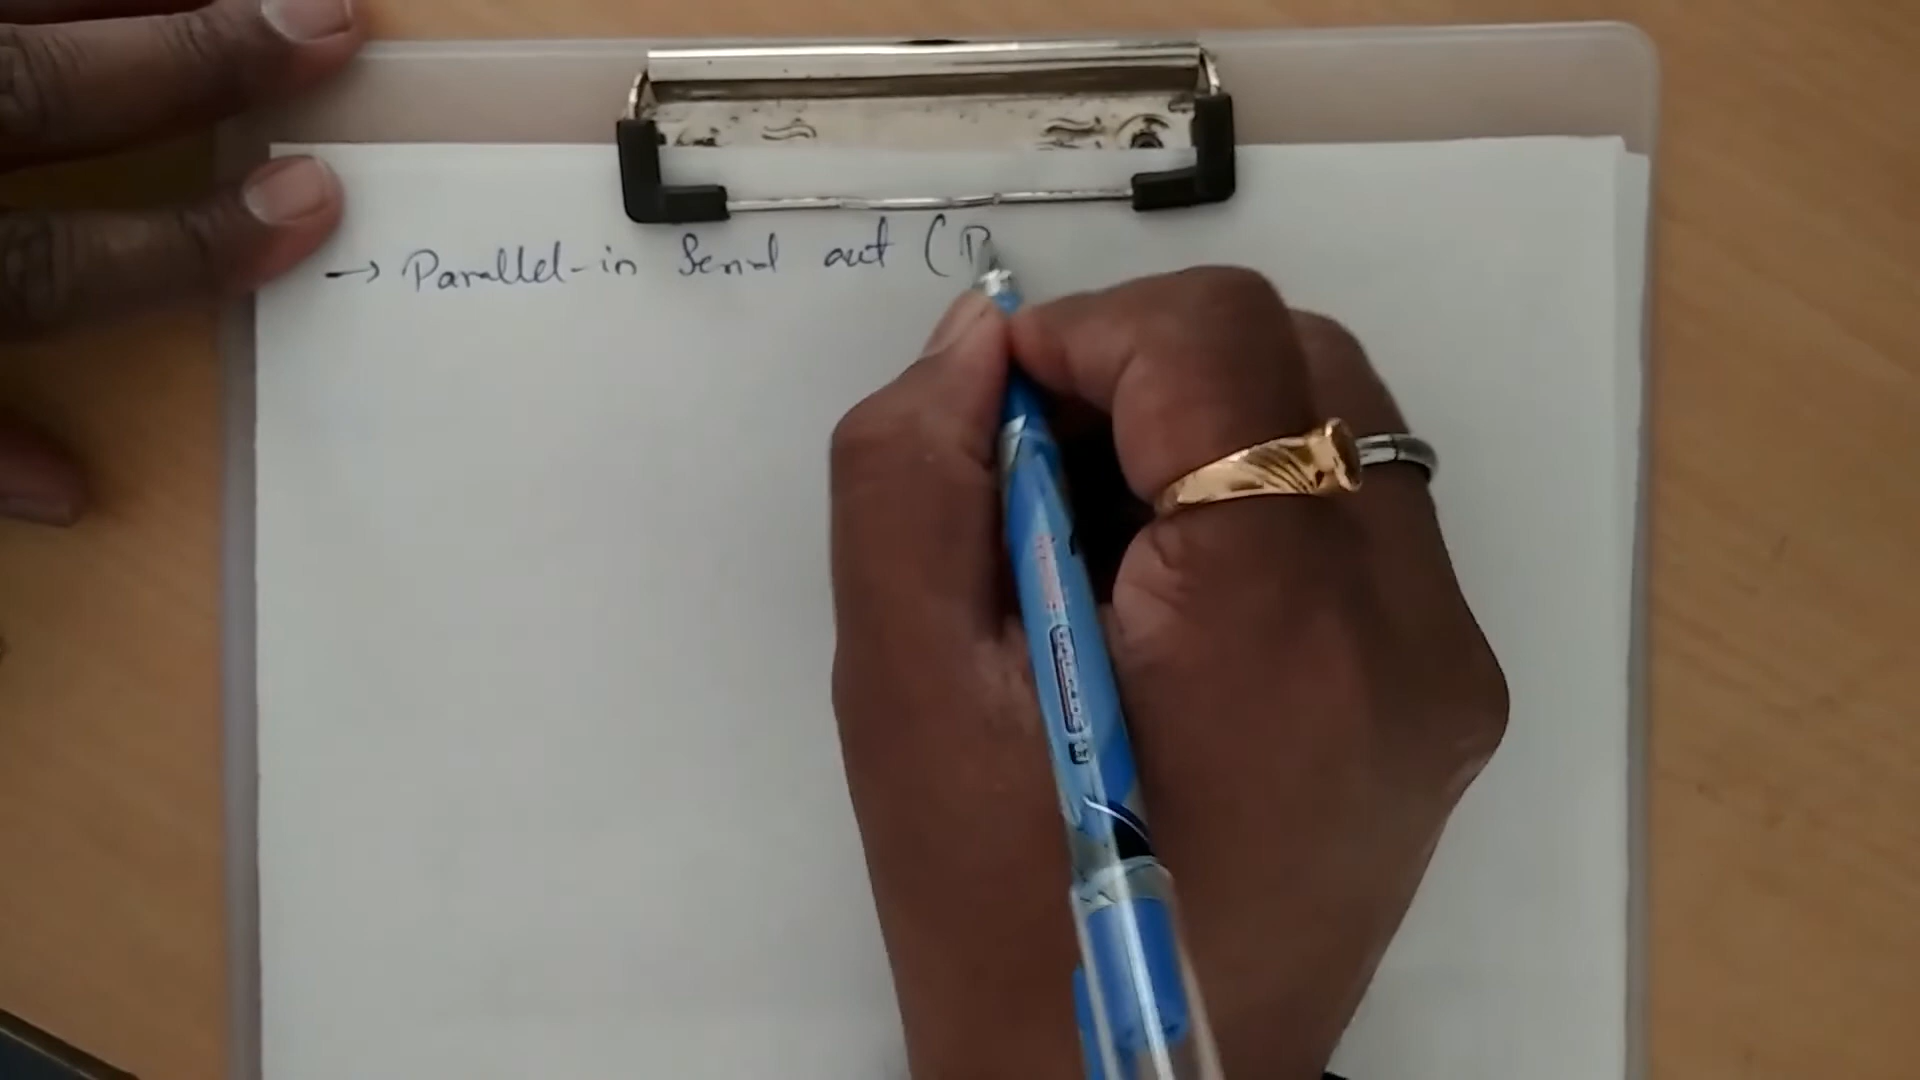 → Parallel-in Serial out (P